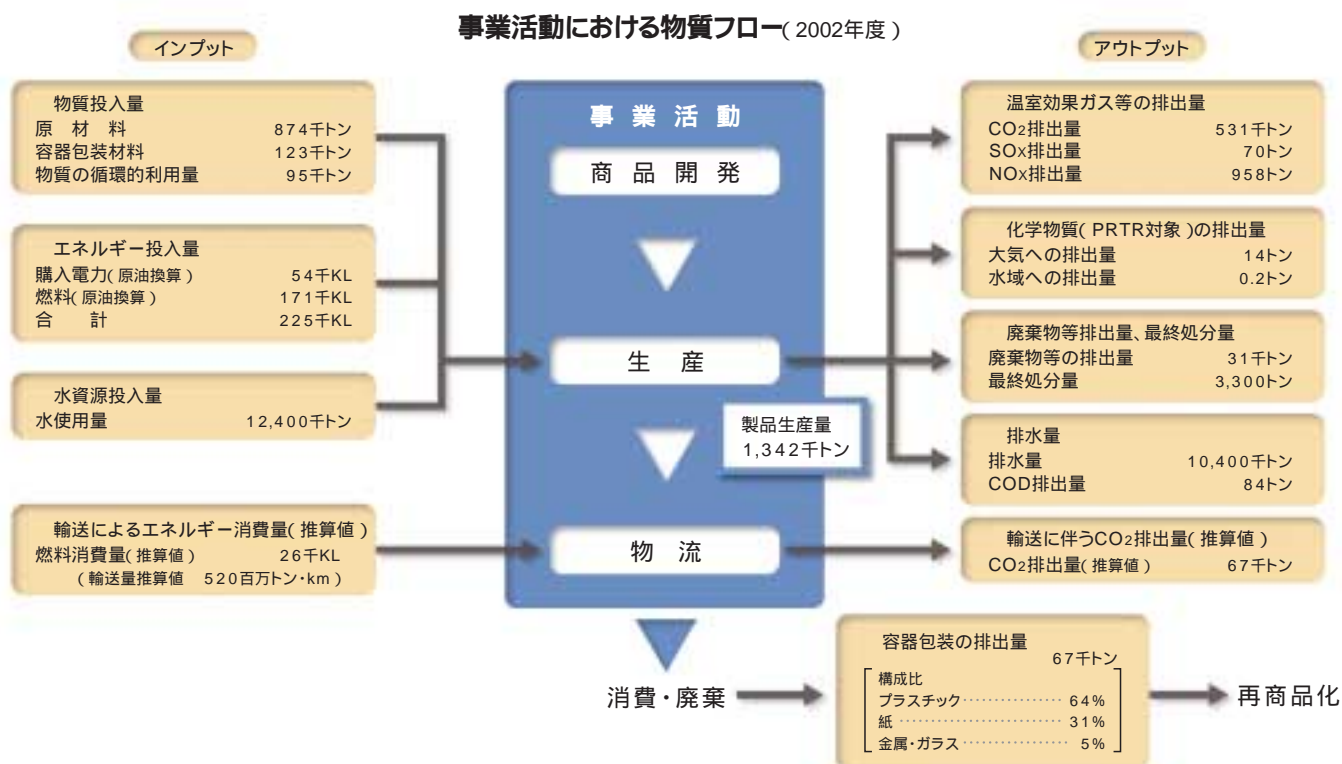 事業活動における物質フロー( 2002年度 )
インプット
物質投入量
原 材 料 874千トン
容器包装材料 123千トン
物質の循環的利用量 95千トン
エネルギー投入量
購入電力( 原油換算 ) 54千KL
燃料( 原油換算 ) 171千KL
合 計 225千KL
水資源投入量
水使用量 12,400千トン
輸送によるエネルギー消費量( 推算値 )
燃料消費量( 推算値 ) 26千KL
( 輸送量推算値 520百万トン・km )
事 業 活 動
商 品 開 発
生 産
製品生産量
1,342千トン
物 流
消費・廃棄
アウトプット
温室効果ガス等の排出量
CO2排出量 531千トン
SOx排出量 70トン
NOx排出量 958トン
化学物質( PRTR対象 )の排出量
大気への排出量 14トン
水域への排出量 0.2トン
廃棄物等排出量、最終処分量
廃棄物等の排出量 31千トン
最終処分量 3,300トン
排水量
排水量 10,400千トン
COD排出量 84トン
輸送に伴うCO2排出量( 推算値 )
CO2排出量( 推算値 ) 67千トン
容器包装の排出量
67千トン
構成比
プラスチック……………… 64%
紙 ……………………… 31%
金属・ガラス ……………… 5%
再商品化